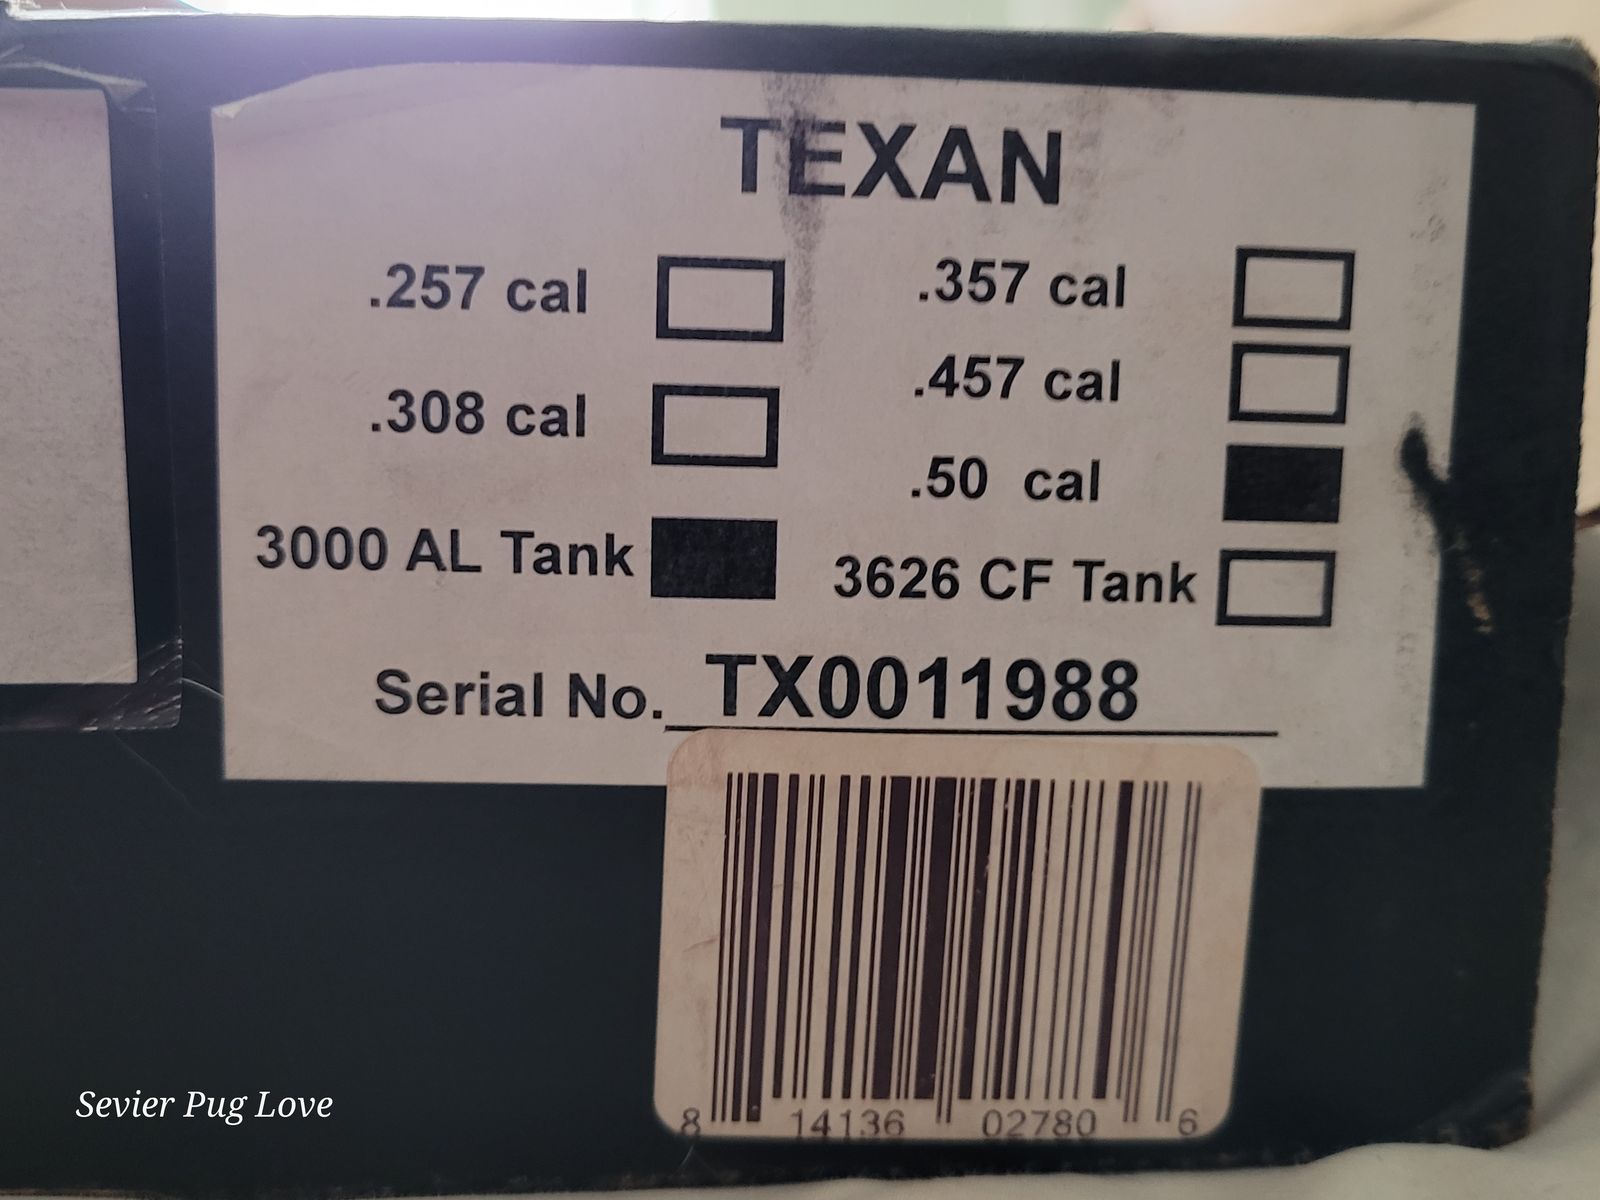 TEXAN
.257 cal
.357 cal
.308 cal
.457 cal
.50 cal
3000 AL Tank
3626 CF Tank
Serial No. TX0011988
8 14136 02780 6
Sevier Pug Love